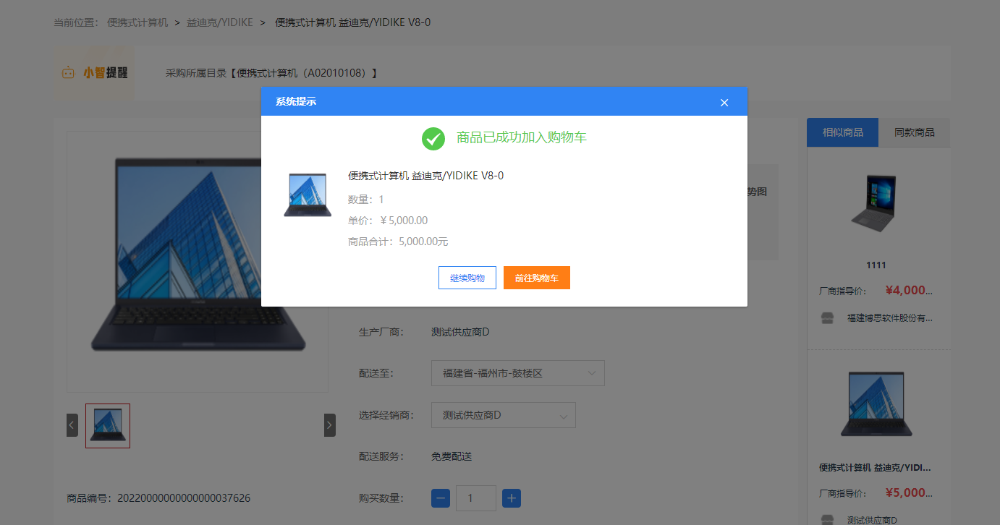 当前位置： 便携式计算机 > 益迪克/YIDIKE > 便携式计算机 益迪克/YIDIKE V8-0
小智提醒
采购所属目录【便携式计算机（A02010108）】
系统提示
商品已成功加入购物车
便携式计算机 益迪克/YIDIKE V8-0
数量：1
单价：￥5,000.00
商品合计：5,000.00元
继续购物
前往购物车
势图
生产厂商： 测试供应商D
配送至： 福建省-福州市-鼓楼区
选择经销商： 测试供应商D
配送服务： 免费配送
购买数量： 1
商品编号：20220000000000000037626
相似商品
同款商品
1111
厂商指导价： ¥4,000...
福建博思软件股份有...
便携式计算机 益迪克/YIDI...
厂商指导价： ¥5,000...
测试供应商D